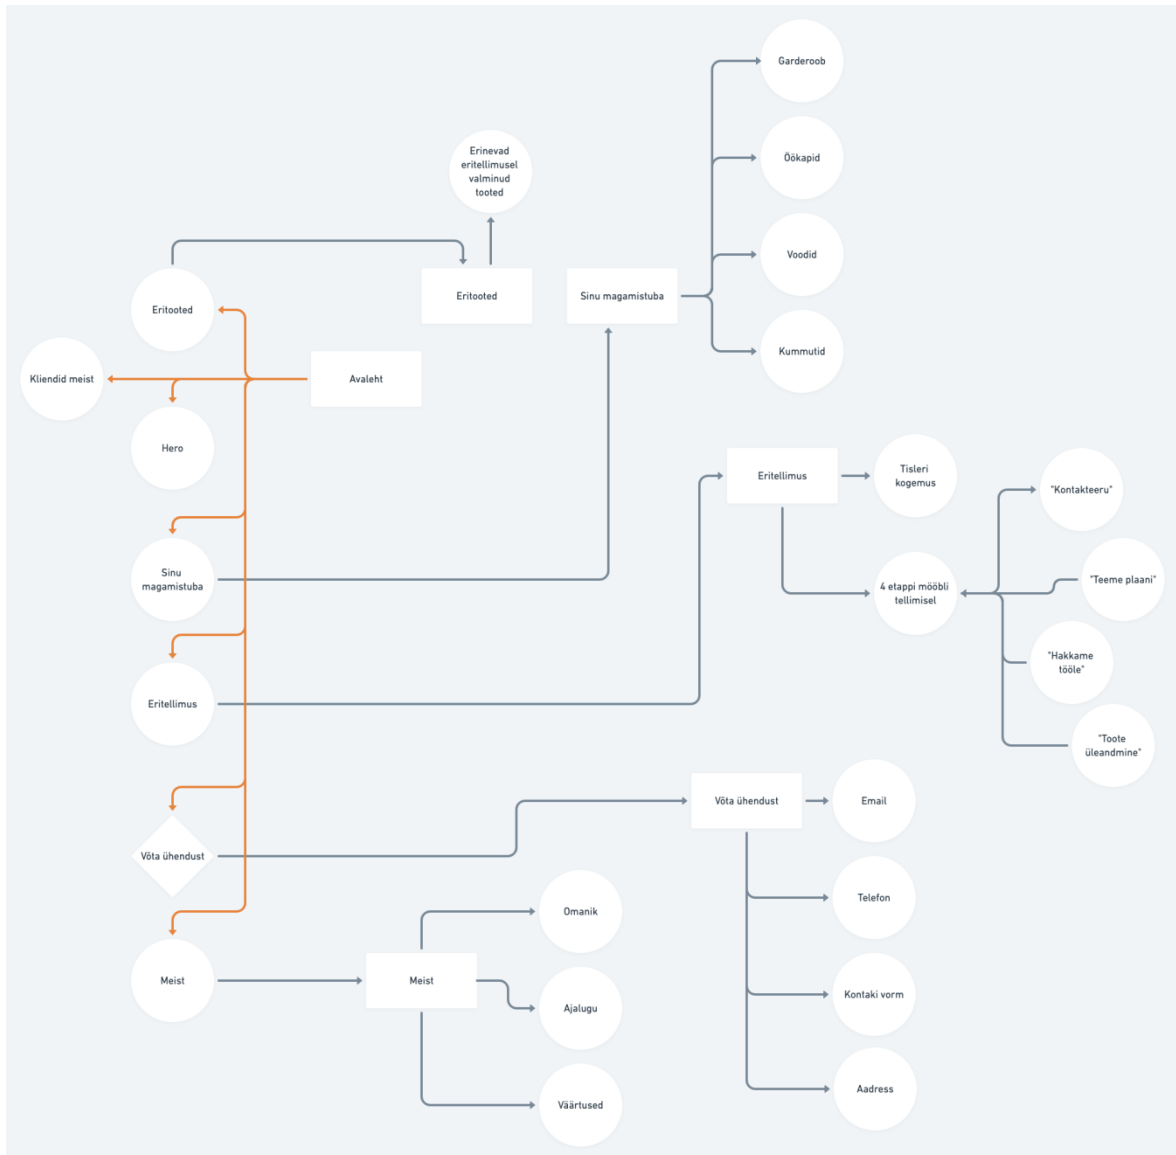 Garderoob
Erinevad
eritellimusel
valminud
tooted
Öökapid
Voodid
Eritooted
Eritooted
Sinu magamistuba
Kummutid
Kliendid meist
Avaleht
Hero
Eritellimus
Tisleri
kogemus
"Kontakteeru"
Sinu
magamistuba
4 etappi mööbli
tellimisel
"Teeme plaani"
"Hakkame
tööle"
Eritellimus
"Toote
üleandmine"
Võta ühendust
Email
Võta ühendust
Telefon
Omanik
Meist
Meist
Kontaki vorm
Ajalugu
Aadress
Väärtused